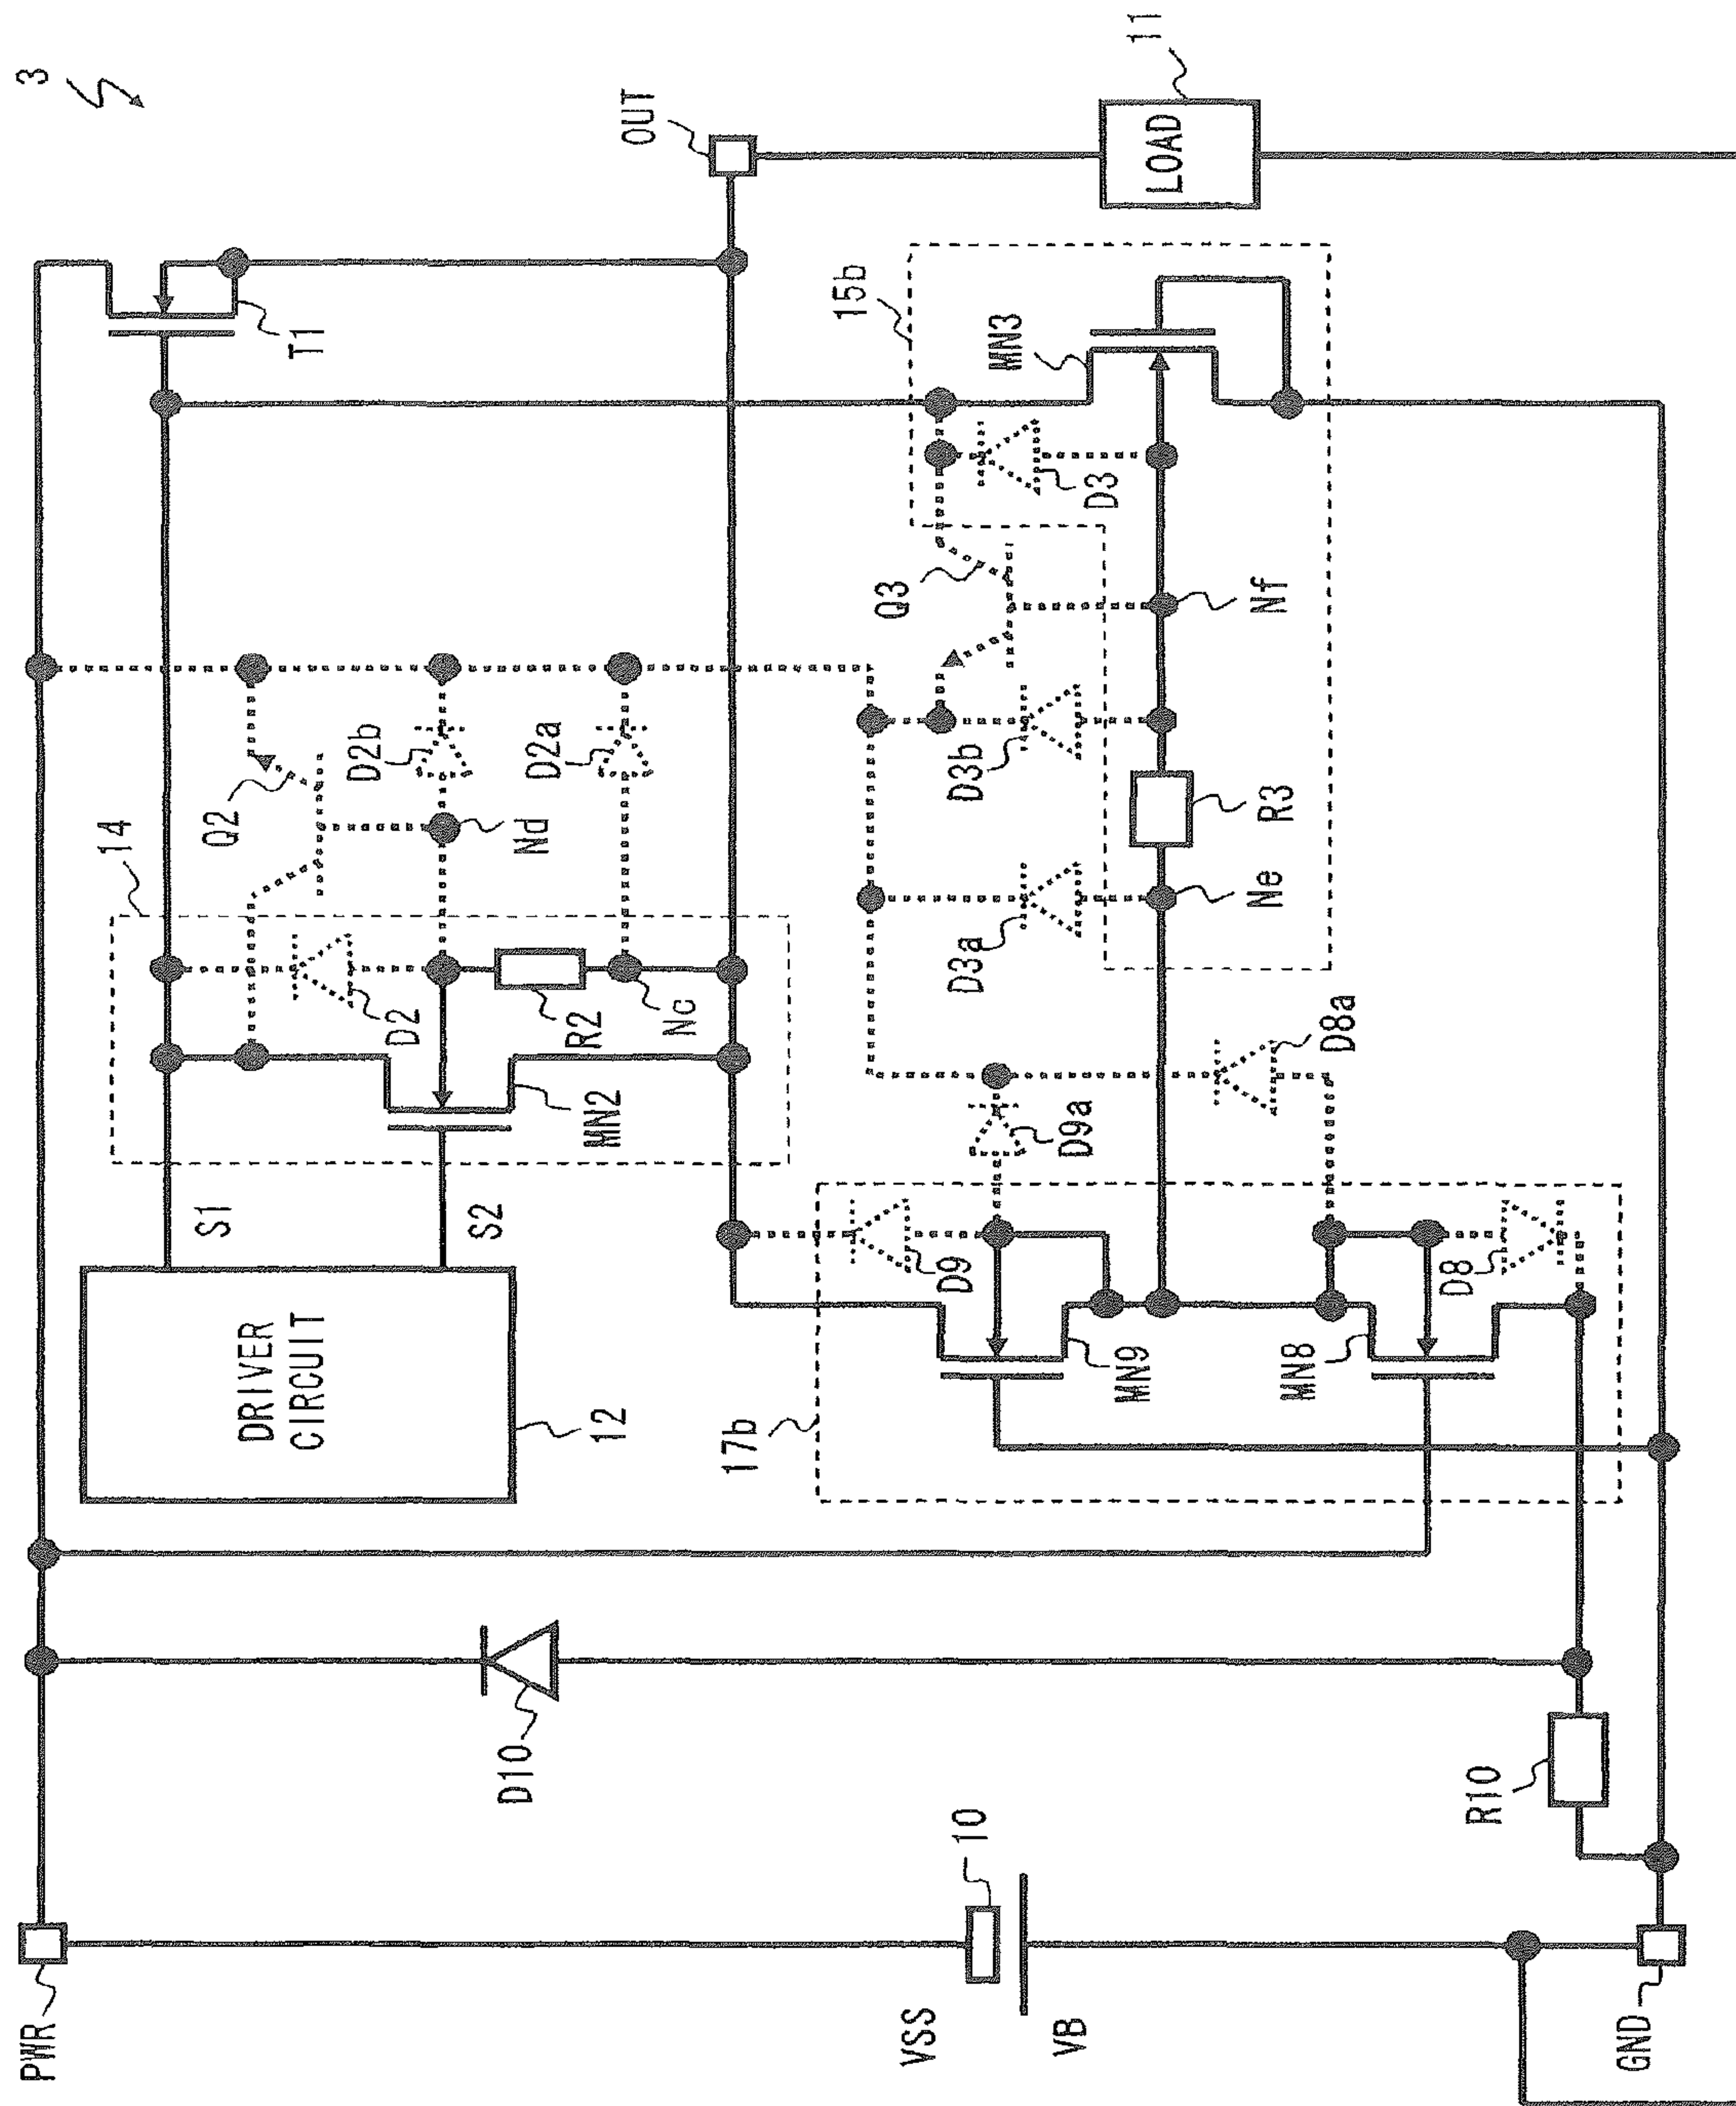 3
PWR
VSS
10
VB
GND
D10
R10
DRIVER
CIRCUIT
12
S1
S2
14
Q2
D2
D2b
D2a
Nd
R2
Nc
MN2
T1
OUT
11
LOAD
15b
MN3
D3
Q3
Nf
D3b
R3
D3a
Ne
D8a
D9a
D9
D8
MN9
MN8
17b